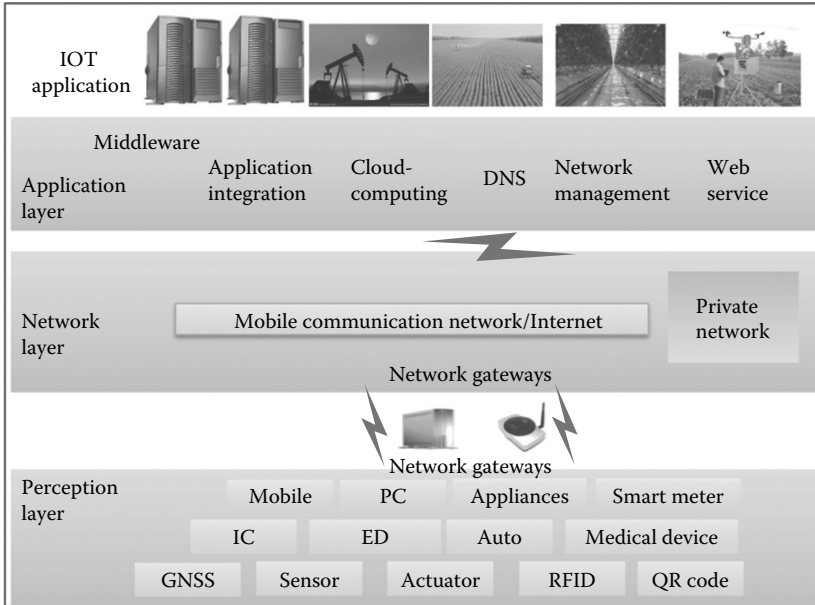 IOT
application
Middleware
Application
layer
Application
integration
Cloud-
computing
DNS
Network
management
Web
service
Network
layer
Mobile communication network/Internet
Private
network
Network gateways
Network gateways
Perception
layer
Mobile
PC
Appliances
Smart meter
IC
ED
Auto
Medical device
GNSS
Sensor
Actuator
RFID
QR code